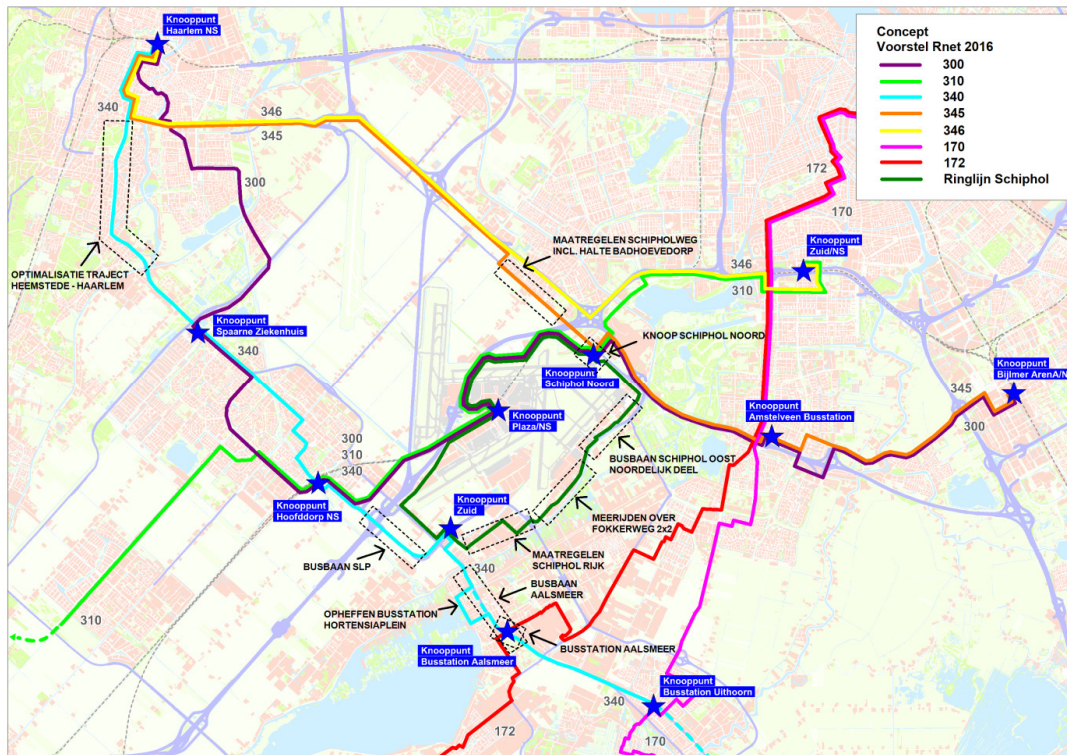 Concept
Voorstel Rnet 2016
300
310
340
345
346
170
172
Ringlijn Schiphol
Knooppunt
Haarlem NS
340
346
345
300
172
170
OPTIMALISATIE TRAJECT
HEEMSTEDE - HAARLEM
MAATREGELEN SCHIPHOLWEG
INCL. HALTE BADHOEVEDORP
Knooppunt
Zuid/NS
346
310
Knooppunt
Spaarne Ziekenhuis
340
KNOOP SCHIPHOL NOORD
Knooppunt
Schiphol Noord
Knooppunt
Bijlmer ArenA/N
345
300
Knooppunt
Plaza/NS
Knooppunt
Amstelveen Busstation
300
310
340
BUSBAAN SCHIPHOL OOST
NOORDELIJK DEEL
Knooppunt
Hoofddorp NS
Knooppunt
Zuid
MEERIJDEN OVER
FOKKERWEG 2x2
BUSBAAN SLP
340
MAATREGELEN
SCHIPHOL RIJK
BUSBAAN
AALSMEER
OPHEFFEN BUSSTATION
HORTENSIAPLEIN
310
BUSSTATION AALSMEER
Knooppunt
Busstation Aalsmeer
Knooppunt
Busstation Uithoorn
340
172
170